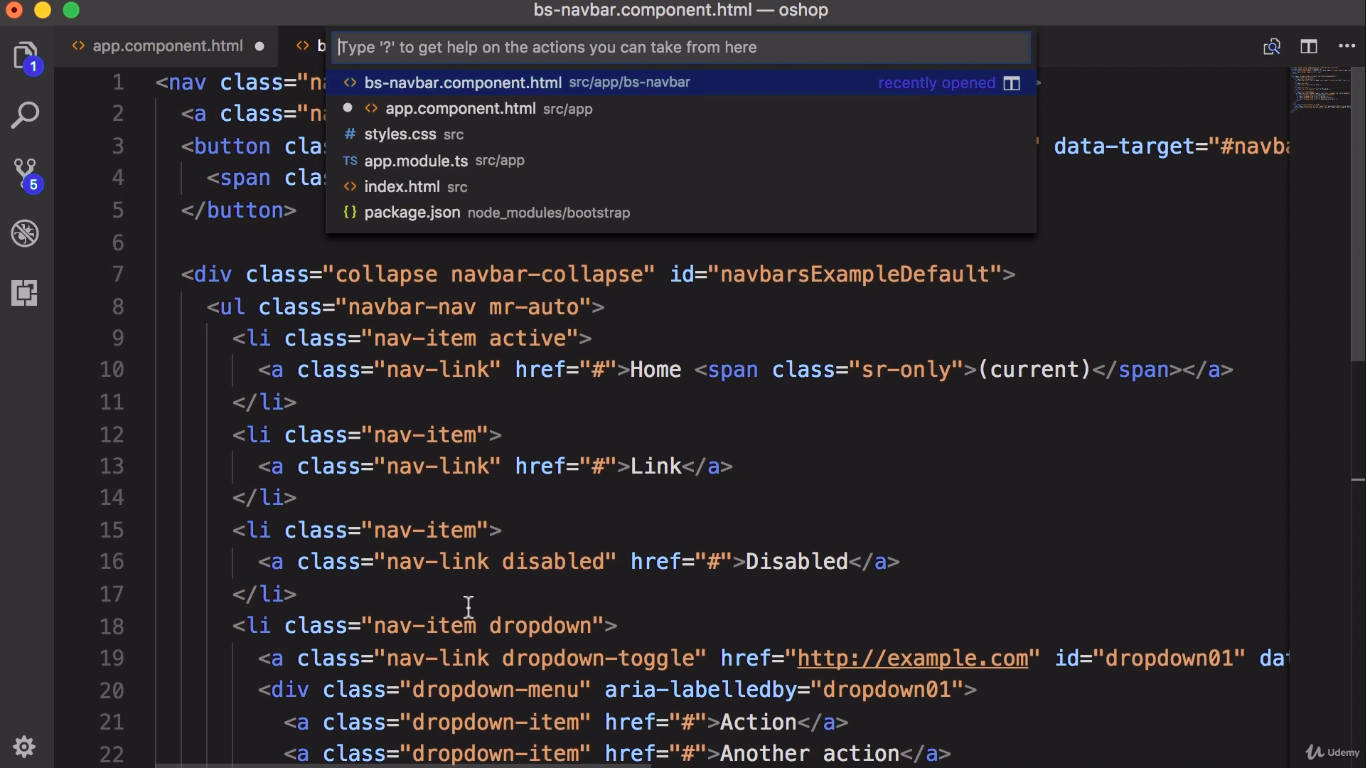 bs-navbar.component.html — oshop
app.component.html
b
Type '?' to get help on the actions you can take from here
bs-navbar.component.html src/app/bs-navbar recently opened
app.component.html src/app
styles.css src
TS app.module.ts src/app
index.html src
package.json node_modules/bootstrap
1
5
1 <nav class="na
2 <a class="na
3 <button clas " data-target="#navba
4 <span clas
5 </button>
6
7 <div class="collapse navbar-collapse" id="navbarsExampleDefault">
8 <ul class="navbar-nav mr-auto">
9 <li class="nav-item active">
10 <a class="nav-link" href="#">Home <span class="sr-only">(current)</span></a>
11 </li>
12 <li class="nav-item">
13 <a class="nav-link" href="#">Link</a>
14 </li>
15 <li class="nav-item">
16 <a class="nav-link disabled" href="#">Disabled</a>
17 </li>
18 <li class="nav-item dropdown">
19 <a class="nav-link dropdown-toggle" href="http://example.com" id="dropdown01" dat
20 <div class="dropdown-menu" aria-labelledby="dropdown01">
21 <a class="dropdown-item" href="#">Action</a>
22 <a class="dropdown-item" href="#">Another action</a>
Udemy